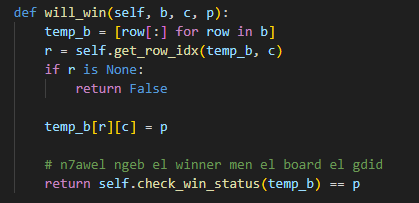 def will_win(self, b, c, p):
    temp_b = [row[:] for row in b]
    r = self.get_row_idx(temp_b, c)
    if r is None:
        return False

    temp_b[r][c] = p

    # n7awel ngeb el winner men el board el gdid
    return self.check_win_status(temp_b) == p